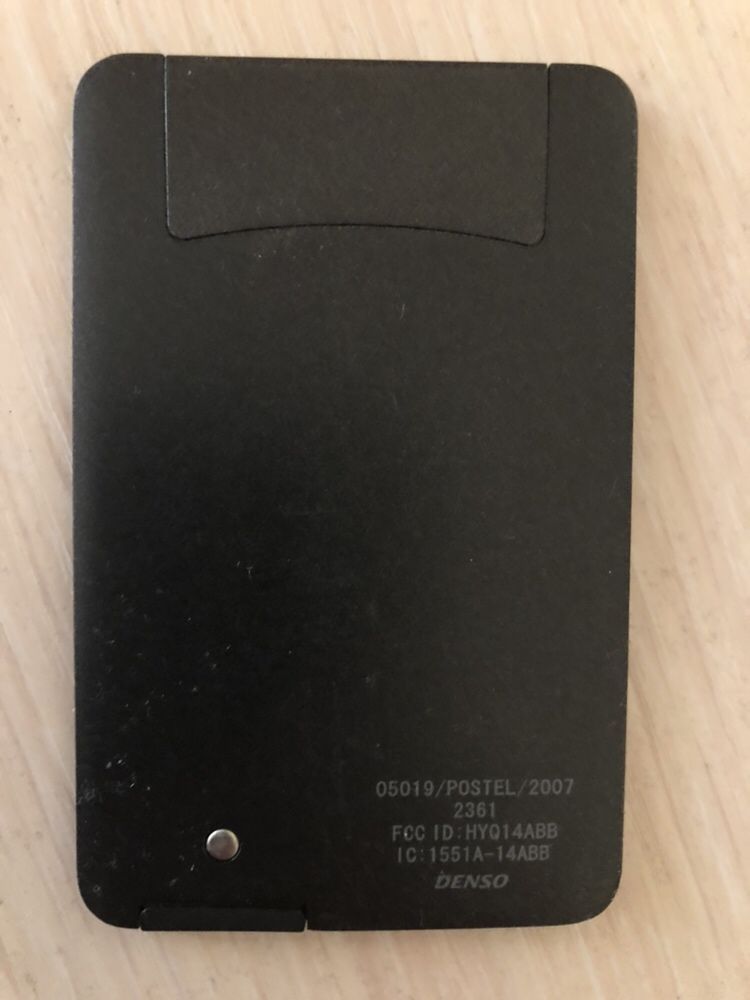 05019/POSTEL/2007
2361
FCC ID:HYQ14ABB
IC:1551A-14ABB
DENSO